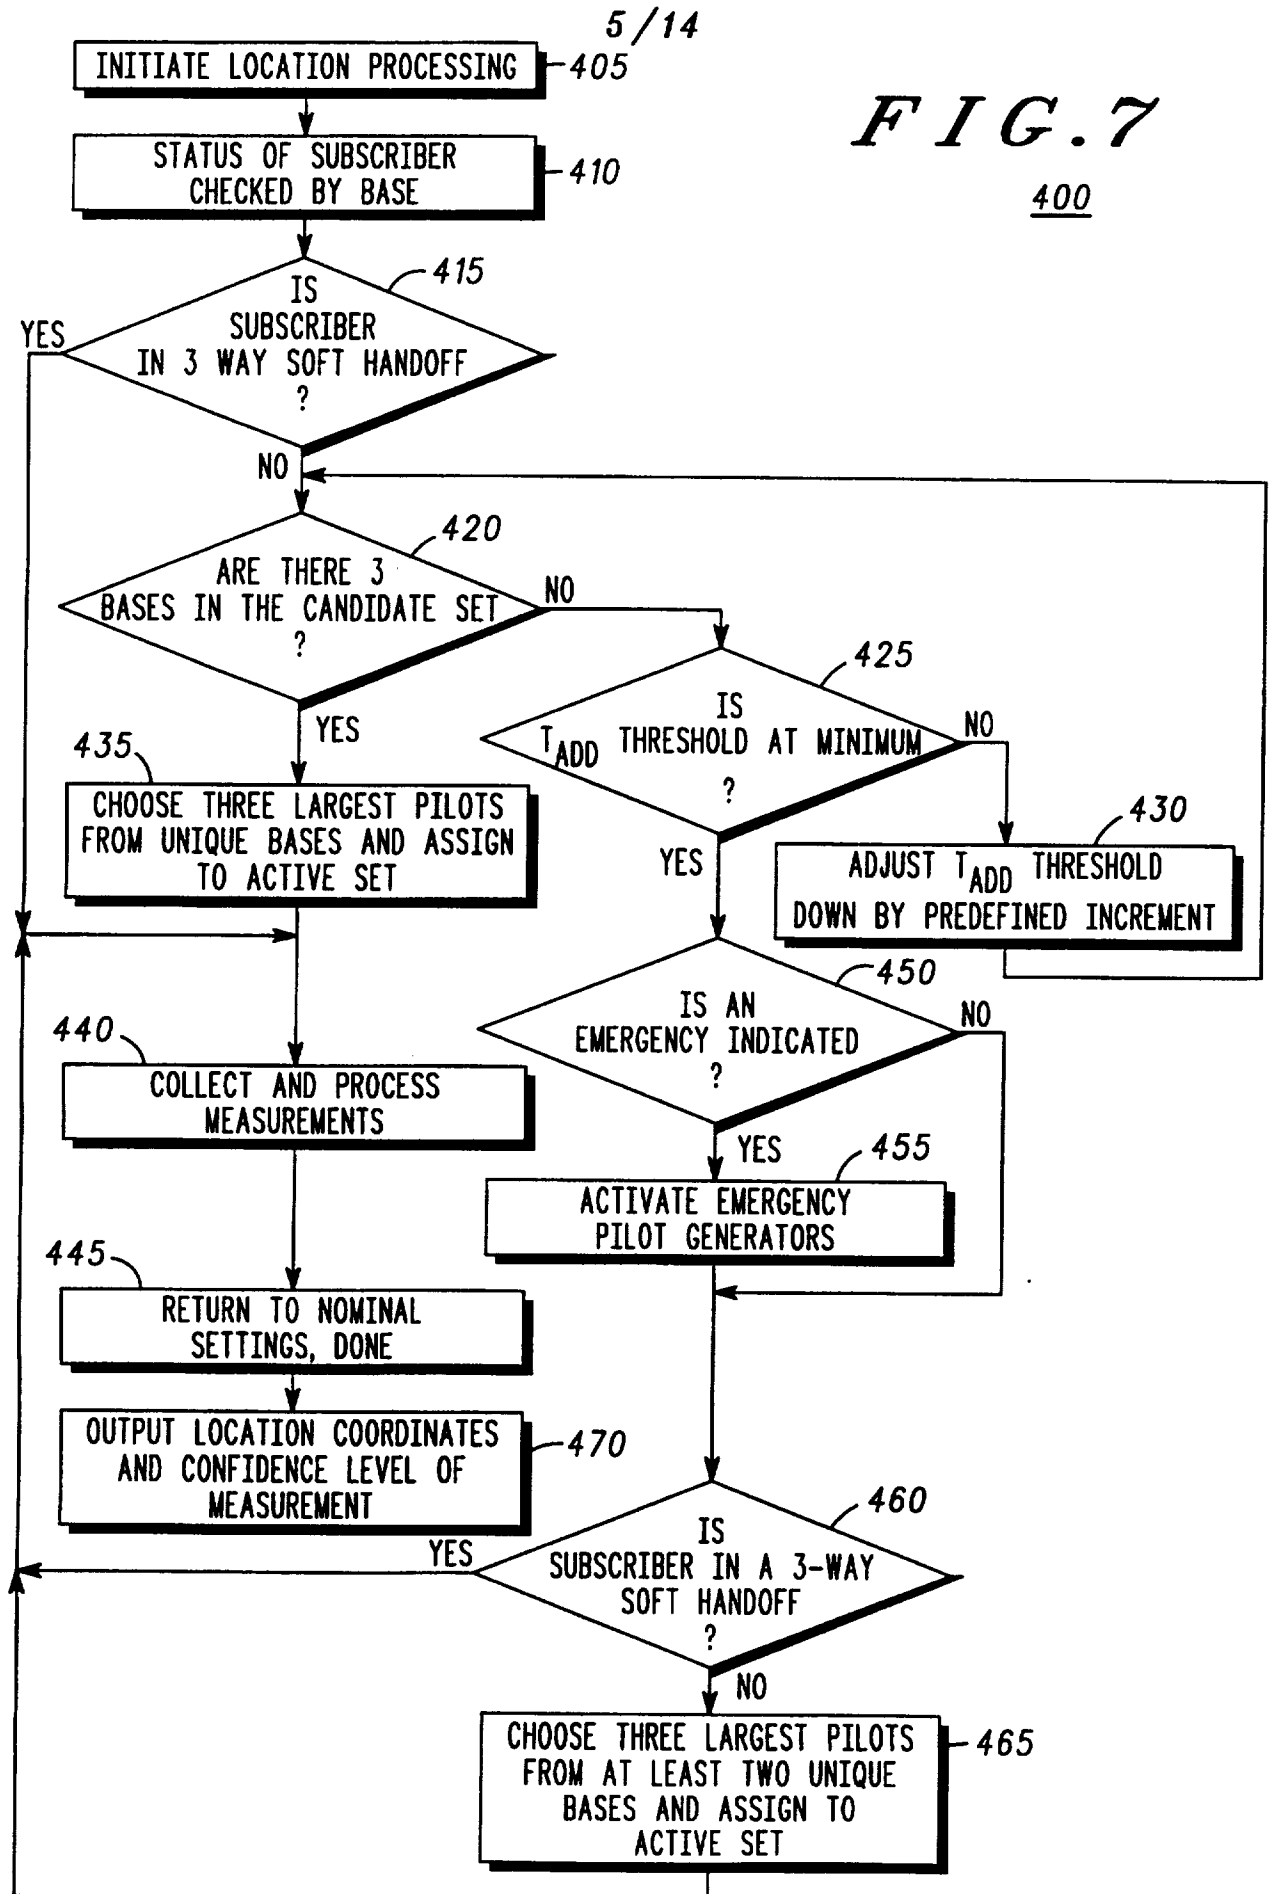 5/14
INITIATE LOCATION PROCESSING
405
FIG.7
400
STATUS OF SUBSCRIBER
CHECKED BY BASE
410
415
IS
SUBSCRIBER
IN 3 WAY SOFT HANDOFF
?
YES
NO
420
ARE THERE 3
BASES IN THE CANDIDATE SET
?
NO
YES
425
IS
TADD THRESHOLD AT MINIMUM
?
NO
YES
430
ADJUST TADD THRESHOLD
DOWN BY PREDEFINED INCREMENT
435
CHOOSE THREE LARGEST PILOTS
FROM UNIQUE BASES AND ASSIGN
TO ACTIVE SET
440
COLLECT AND PROCESS
MEASUREMENTS
450
IS AN
EMERGENCY INDICATED
?
NO
YES
455
ACTIVATE EMERGENCY
PILOT GENERATORS
445
RETURN TO NOMINAL
SETTINGS, DONE
OUTPUT LOCATION COORDINATES
AND CONFIDENCE LEVEL OF
MEASUREMENT
470
460
IS
SUBSCRIBER IN A 3-WAY
SOFT HANDOFF
?
YES
NO
CHOOSE THREE LARGEST PILOTS
FROM AT LEAST TWO UNIQUE
BASES AND ASSIGN TO
ACTIVE SET
465